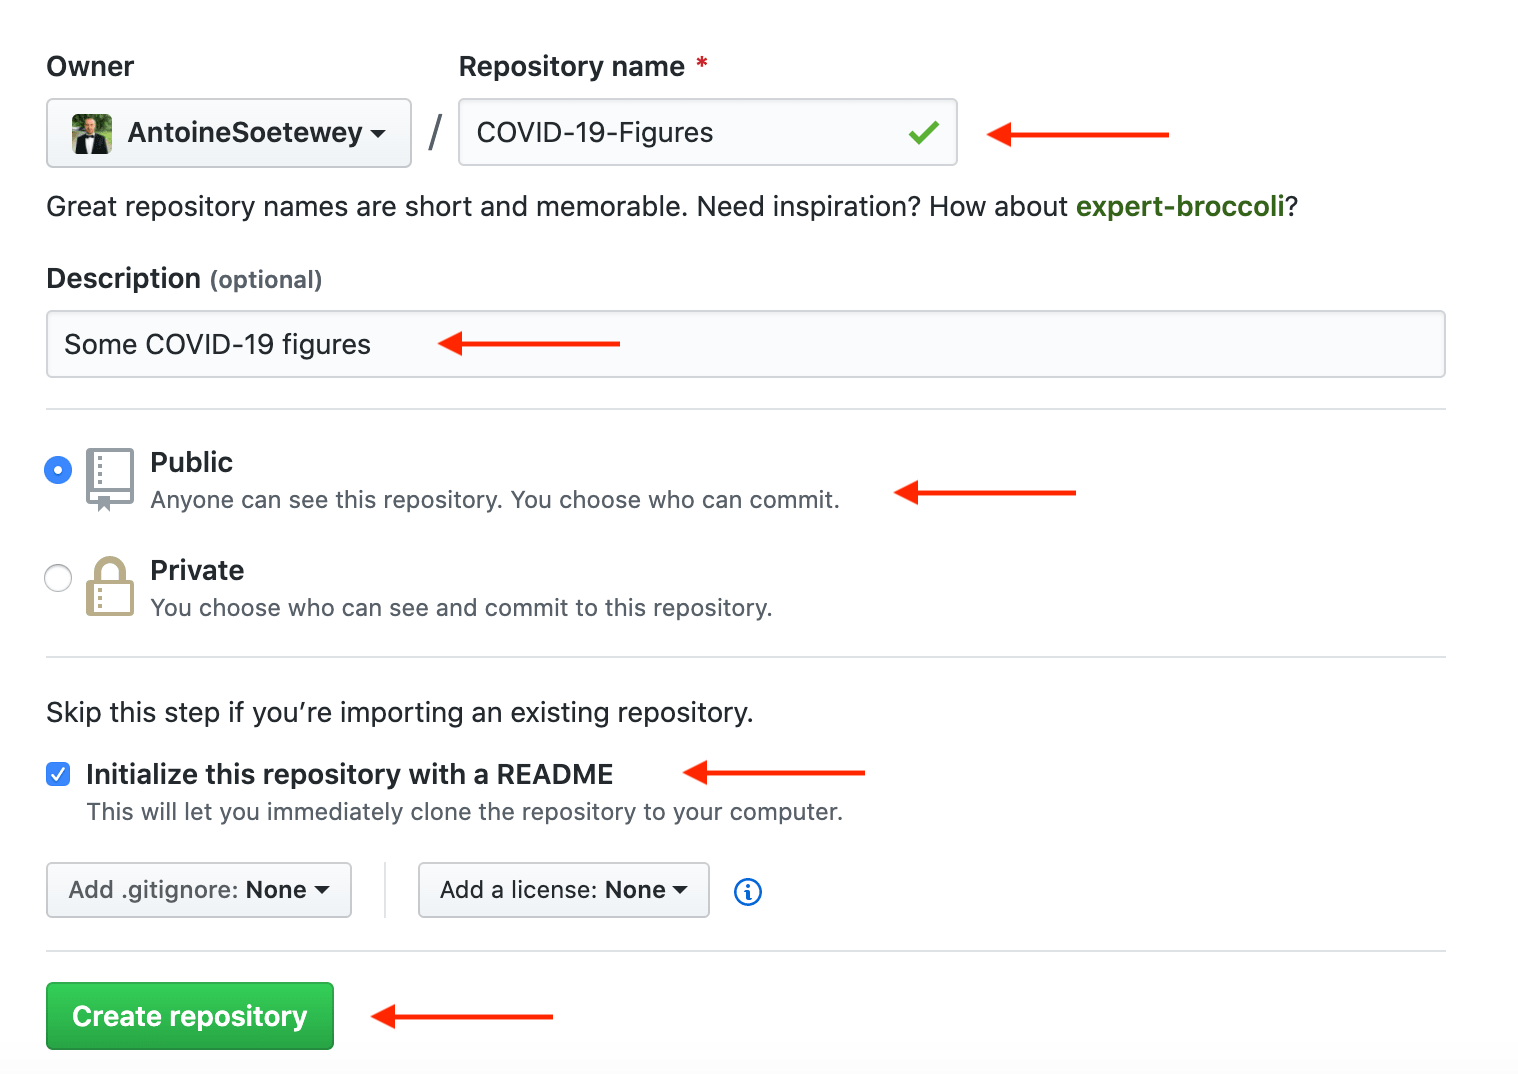 Owner
Repository name *
AntoineSoetewey / COVID-19-Figures
Great repository names are short and memorable. Need inspiration? How about expert-broccoli?
Description (optional)
Some COVID-19 figures
Public
Anyone can see this repository. You choose who can commit.
Private
You choose who can see and commit to this repository.
Skip this step if you’re importing an existing repository.
Initialize this repository with a README
This will let you immediately clone the repository to your computer.
Add .gitignore: None
Add a license: None
Create repository